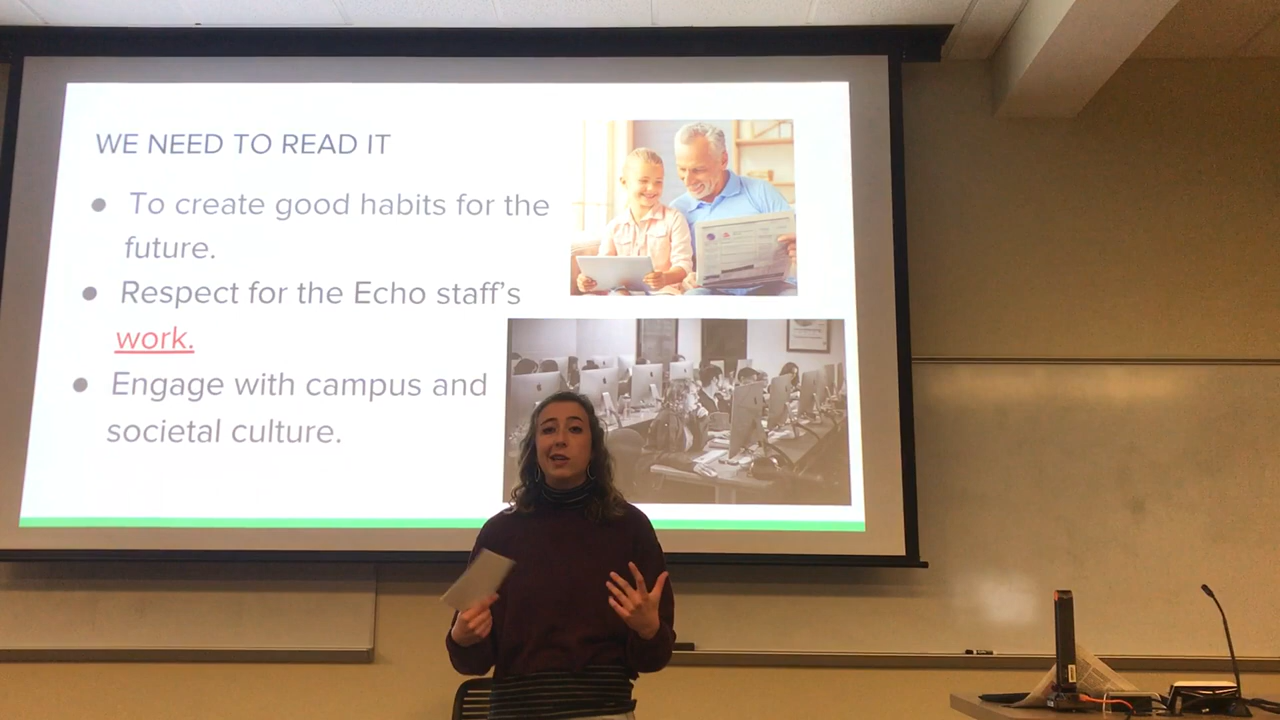 WE NEED TO READ IT
● To create good habits for the
future.
● Respect for the Echo staff's
work.
● Engage with campus and
societal culture.